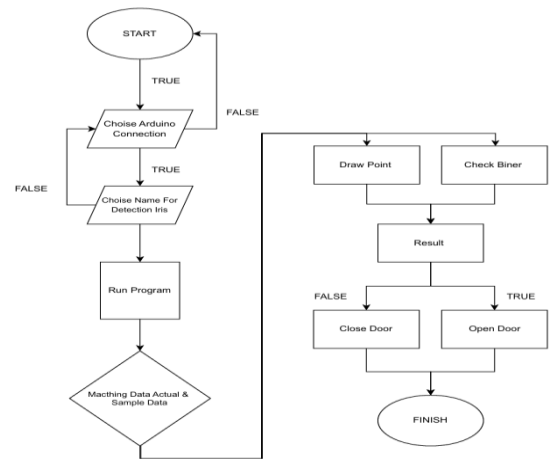 START
TRUE
FALSE
Choise Arduino
Connection
TRUE
FALSE
Choise Name For
Detection Iris
Run Program
Macthing Data Actual &
Sample Data
Draw Point
Check Biner
Result
FALSE
TRUE
Close Door
Open Door
FINISH